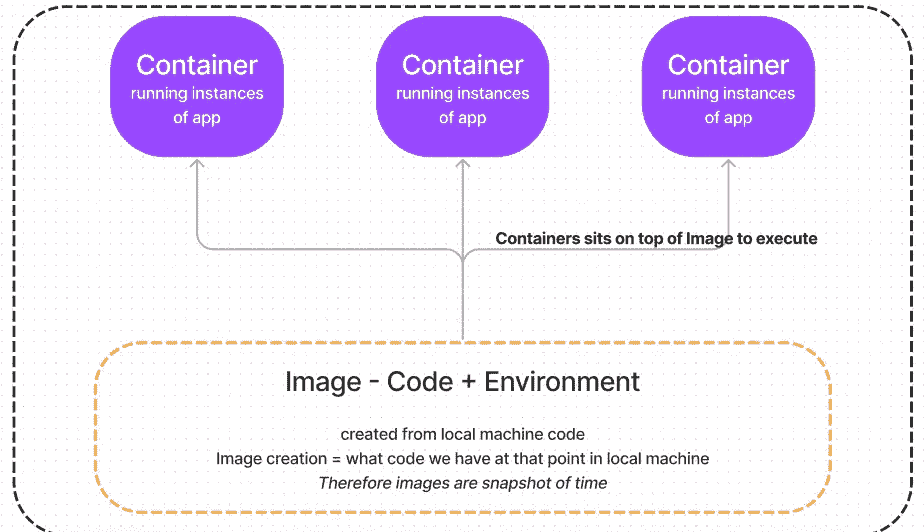 Container
running instances
of app
Container
running instances
of app
Container
running instances
of app
Containers sits on top of Image to execute
Image - Code + Environment
created from local machine code
Image creation = what code we have at that point in local machine
Therefore images are snapshot of time